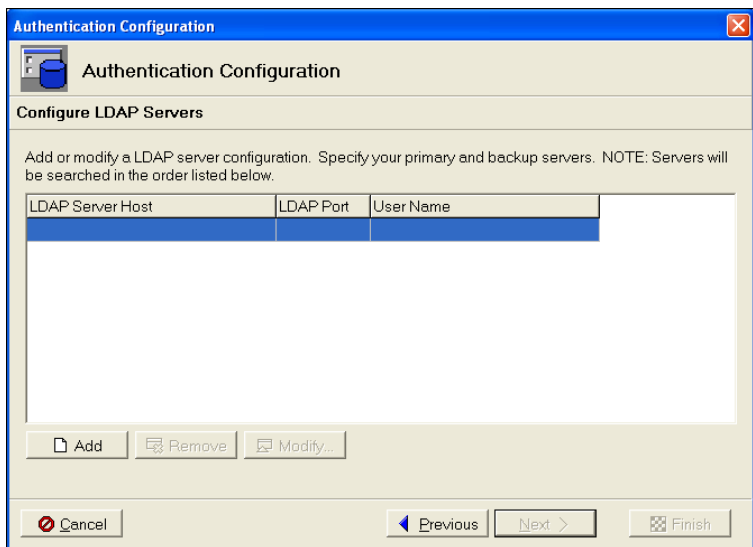 Authentication Configuration
Authentication Configuration
Configure LDAP Servers
Add or modify a LDAP server configuration. Specify your primary and backup servers. NOTE: Servers will
be searched in the order listed below.
LDAP Server Host LDAP Port User Name
Add Remove Modify...
Cancel Previous Next > Finish